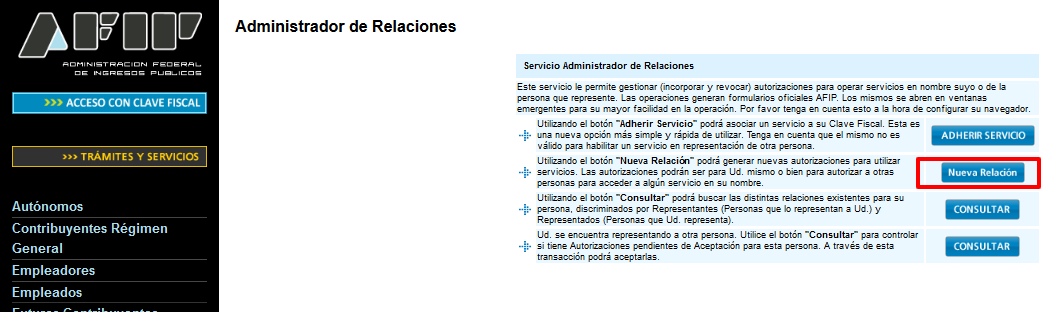 AFIP
ADMINISTRACION FEDERAL
DE INGRESOS PUBLICOS
>>> ACCESO CON CLAVE FISCAL
>>> TRÁMITES Y SERVICIOS
Autónomos
Contribuyentes Régimen
General
Empleadores
Empleados
Futuros Contribuyentes
Administrador de Relaciones
Servicio Administrador de Relaciones
Este servicio le permite gestionar (incorporar y revocar) autorizaciones para operar servicios en nombre suyo o de la
persona que represente. Las operaciones generan formularios oficiales AFIP. Los mismos se abren en ventanas
emergentes para su mayor facilidad en la operación. Por favor tenga en cuenta esto a la hora de configurar su navegador.
Utilizando el botón "Adherir Servicio" podrá asociar un servicio a su Clave Fiscal. Esta es
una nueva opción más simple y rápida de utilizar. Tenga en cuenta que el mismo no es
válido para habilitar un servicio en representación de otra persona.
ADHERIR SERVICIO
Utilizando el botón "Nueva Relación" podrá generar nuevas autorizaciones para utilizar
servicios. Las autorizaciones podrán ser para Ud. mismo o bien para autorizar a otras
personas para acceder a algún servicio en su nombre.
Nueva Relación
Utilizando el botón "Consultar" podrá buscar las distintas relaciones existentes para su
persona, discriminados por Representantes (Personas que lo representan a Ud.) y
Representados (Personas que Ud. representa).
CONSULTAR
Ud. se encuentra representando a otra persona. Utilice el botón "Consultar" para controlar
si tiene Autorizaciones pendientes de Aceptación para esta persona. A través de esta
transacción podrá aceptarlas.
CONSULTAR